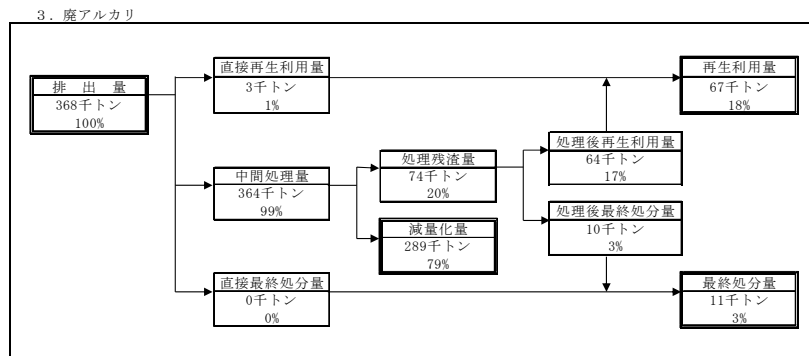 3．廃アルカリ
排 出 量
368千トン
100%
直接再生利用量
3千トン
1%
再生利用量
67千トン
18%
中間処理量
364千トン
99%
処理残渣量
74千トン
20%
処理後再生利用量
64千トン
17%
減量化量
289千トン
79%
処理後最終処分量
10千トン
3%
直接最終処分量
0千トン
0%
最終処分量
11千トン
3%